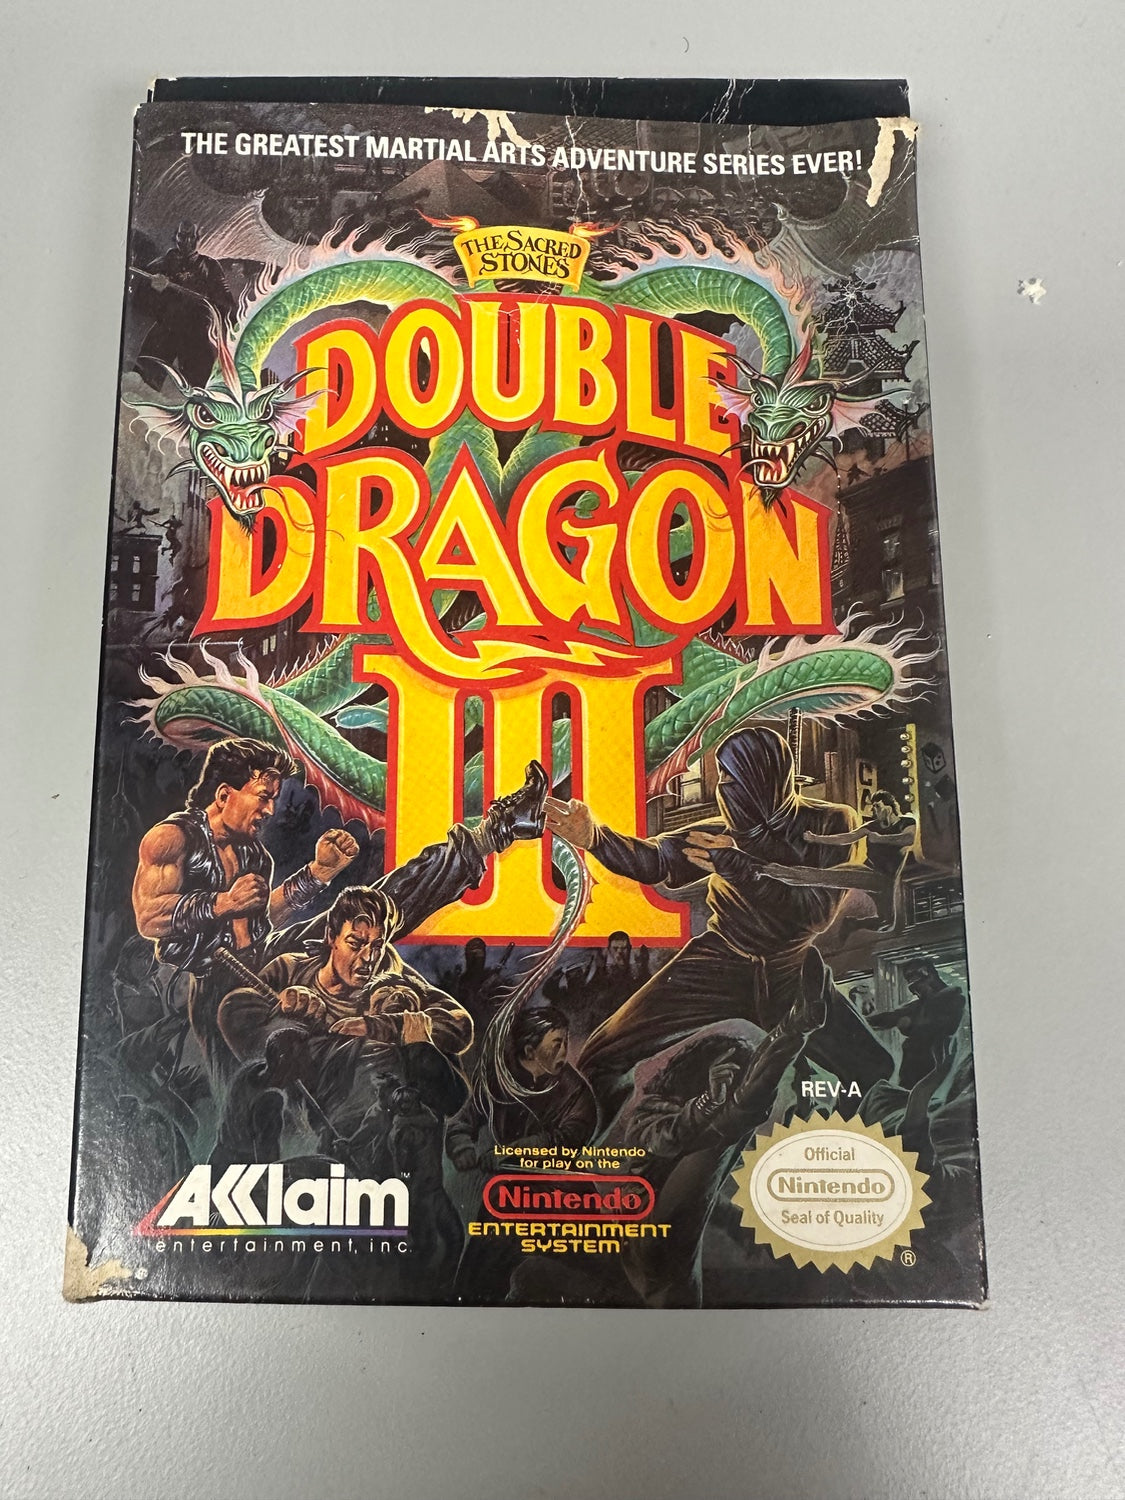 THE GREATEST MARTIAL ARTS ADVENTURE SERIES EVER!
THE SACRED
STONES
DOUBLE
DRAGON
III
REV-A
Licensed by Nintendo
for play on the
Nintendo
ENTERTAINMENT
SYSTEM
AKKlaim™
entertainment, inc.
Official
Nintendo
Seal of Quality
®